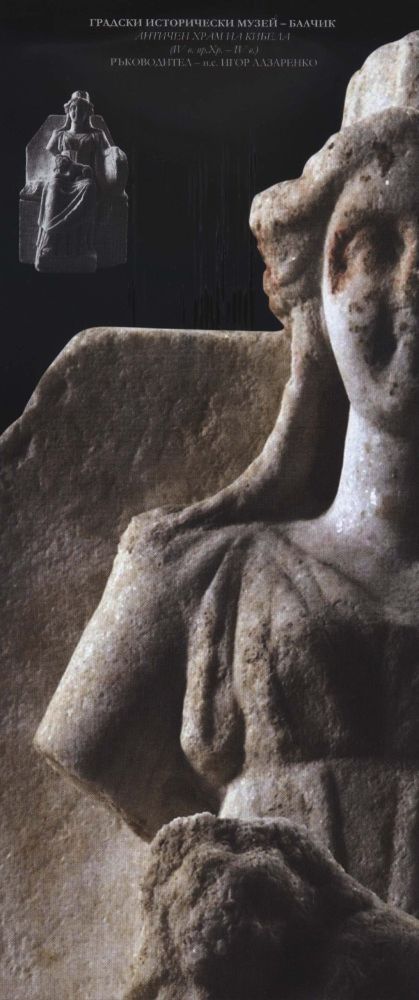 ГРАДСКИ ИСТОРИЧЕСКИ МУЗЕЙ – БАЛЧИК
АНТИЧЕН ХРАМ НА КИБЕЛА
(IV в. пр.Хр. – IV в.)
РЪКОВОДИТЕЛ – н.с. ИГОР ЛАЗАРЕНКО